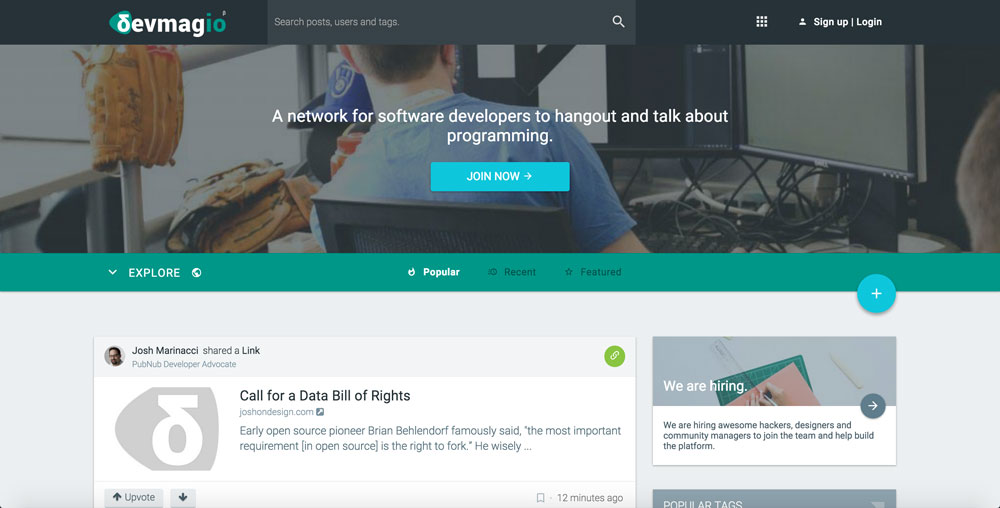 δevmagio β
Search posts, users and tags.
Sign up | Login
A network for software developers to hangout and talk about
programming.
JOIN NOW →
EXPLORE
Popular
Recent
Featured
+
Josh Marinacci shared a Link
PubNub Developer Advocate
δ
Call for a Data Bill of Rights
joshondesign.com
Early open source pioneer Brian Behlendorf famously said, "the most important
requirement [in open source] is the right to fork." He wisely ...
Upvote
12 minutes ago
We are hiring.
We are hiring awesome hackers, designers and
community managers to join the team and help build
the platform.
POPULAR TAGS